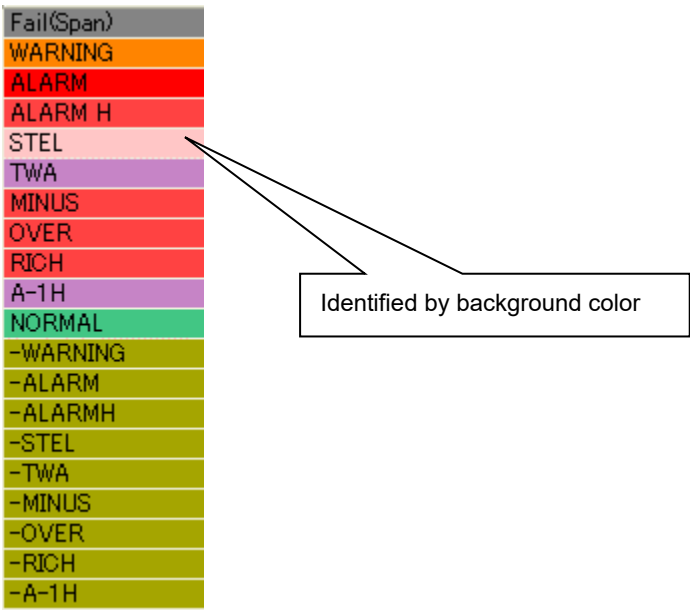 Fail(Span)
WARNING
ALARM
ALARM H
STEL
TWA
MINUS
OVER
RICH
A-1H
NORMAL
-WARNING
-ALARM
-ALARMH
-STEL
-TWA
-MINUS
-OVER
-RICH
-A-1H
Identified by background color